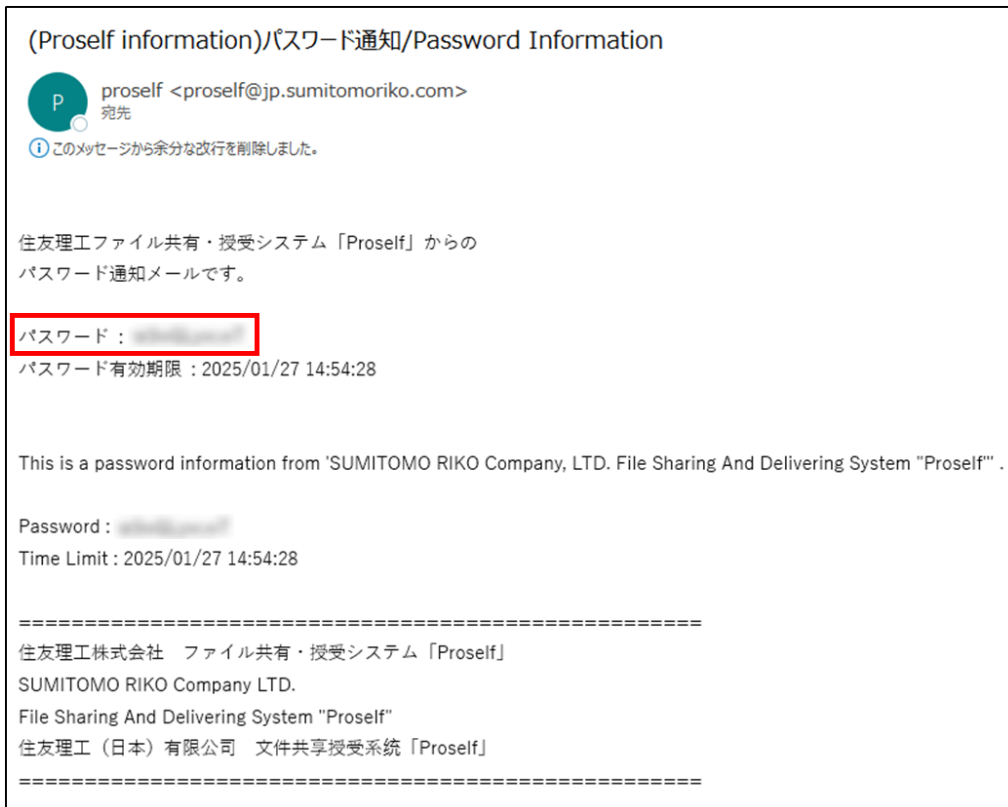 (Proself information)パスワード通知/Password Information
P
proself <proself@jp.sumitomoriko.com>
宛先
このメッセージから余分な改行を削除しました。
住友理工ファイル共有・授受システム「Proself」からの
パスワード通知メールです。
パスワード :
パスワード有効期限 : 2025/01/27 14:54:28
This is a password information from 'SUMITOMO RIKO Company, LTD. File Sharing And Delivering System "Proself"' .
Password :
Time Limit : 2025/01/27 14:54:28
====================================================
住友理工株式会社　ファイル共有・授受システム「Proself」
SUMITOMO RIKO Company LTD.
File Sharing And Delivering System "Proself"
住友理工（日本）有限公司　文件共享授受系统「Proself」
====================================================